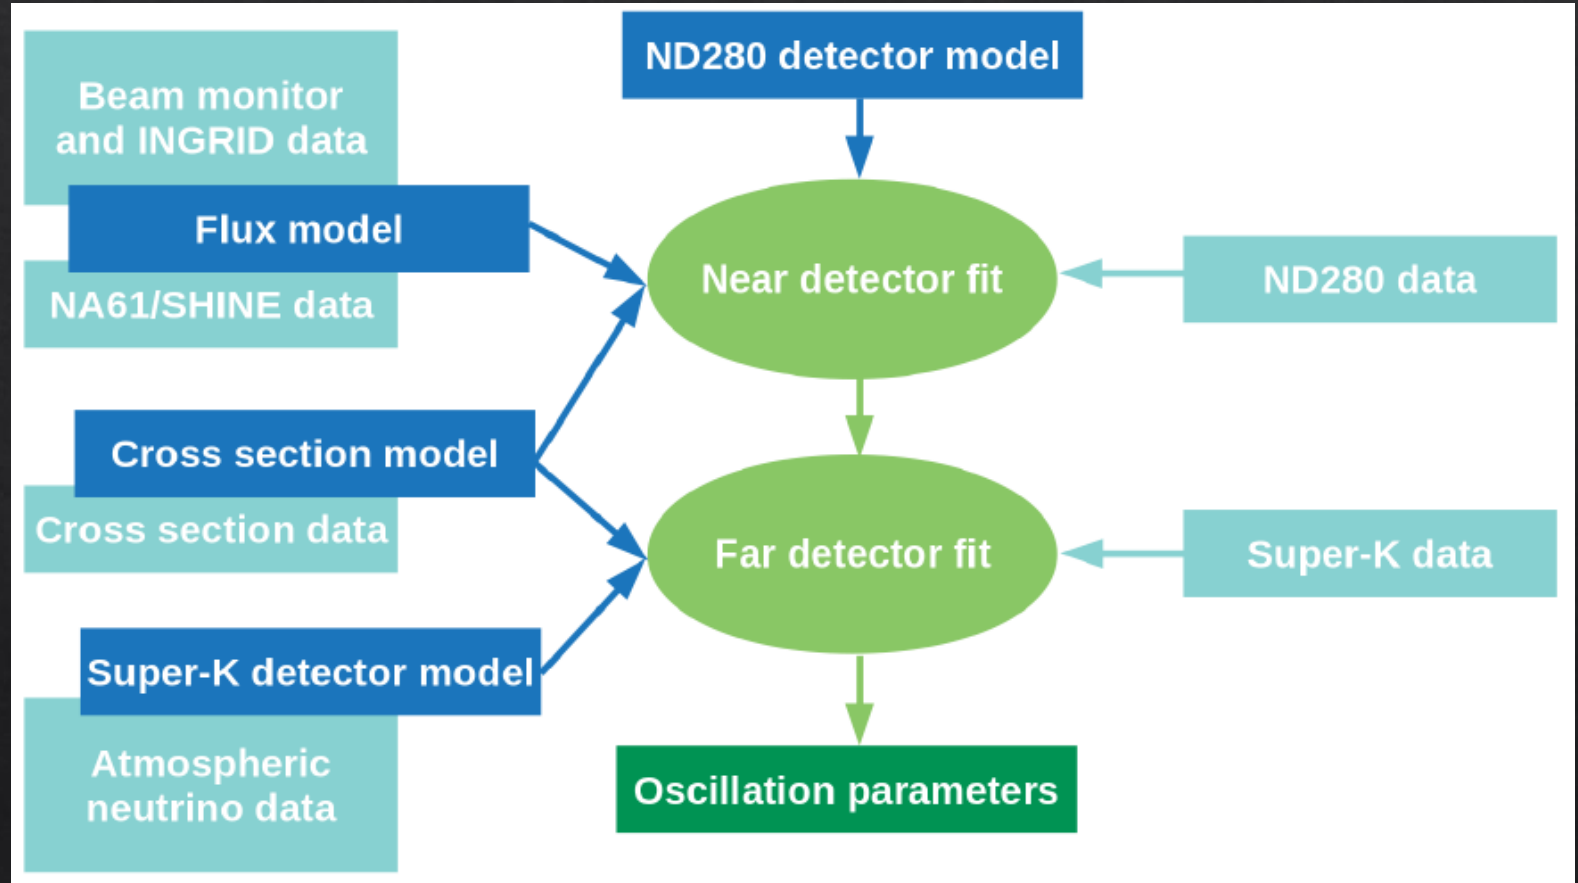 ND280 detector model
Beam monitor
and INGRID data
Flux model
NA61/SHINE data
Near detector fit
ND280 data
Cross section model
Cross section data
Far detector fit
Super-K data
Super-K detector model
Atmospheric
neutrino data
Oscillation parameters